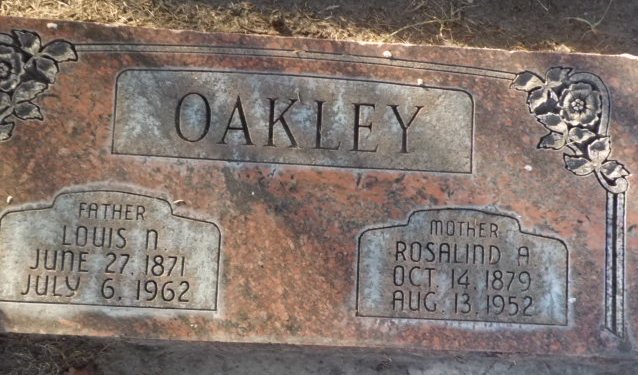 OAKLEY
FATHER
LOUIS N.
JUNE 27. 1871
JULY 6. 1962
MOTHER
ROSALIND A.
OCT. 14. 1879
AUG. 13. 1952